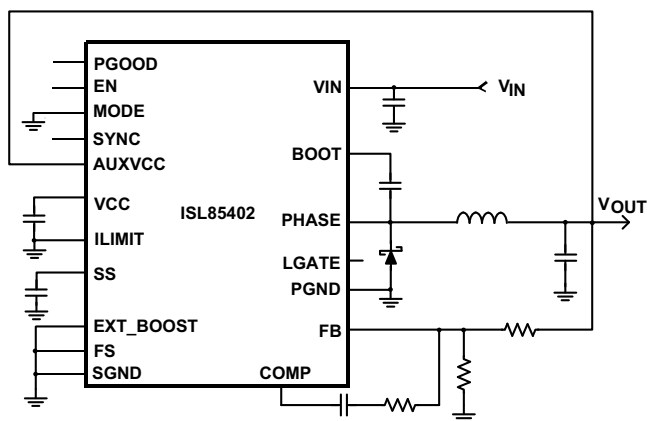 PGOOD
EN
MODE
SYNC
AUXVCC
VCC
ILIMIT
SS
EXT_BOOST
FS
SGND
ISL85402
VIN
BOOT
PHASE
LGATE
PGND
FB
COMP
VIN
VOUT